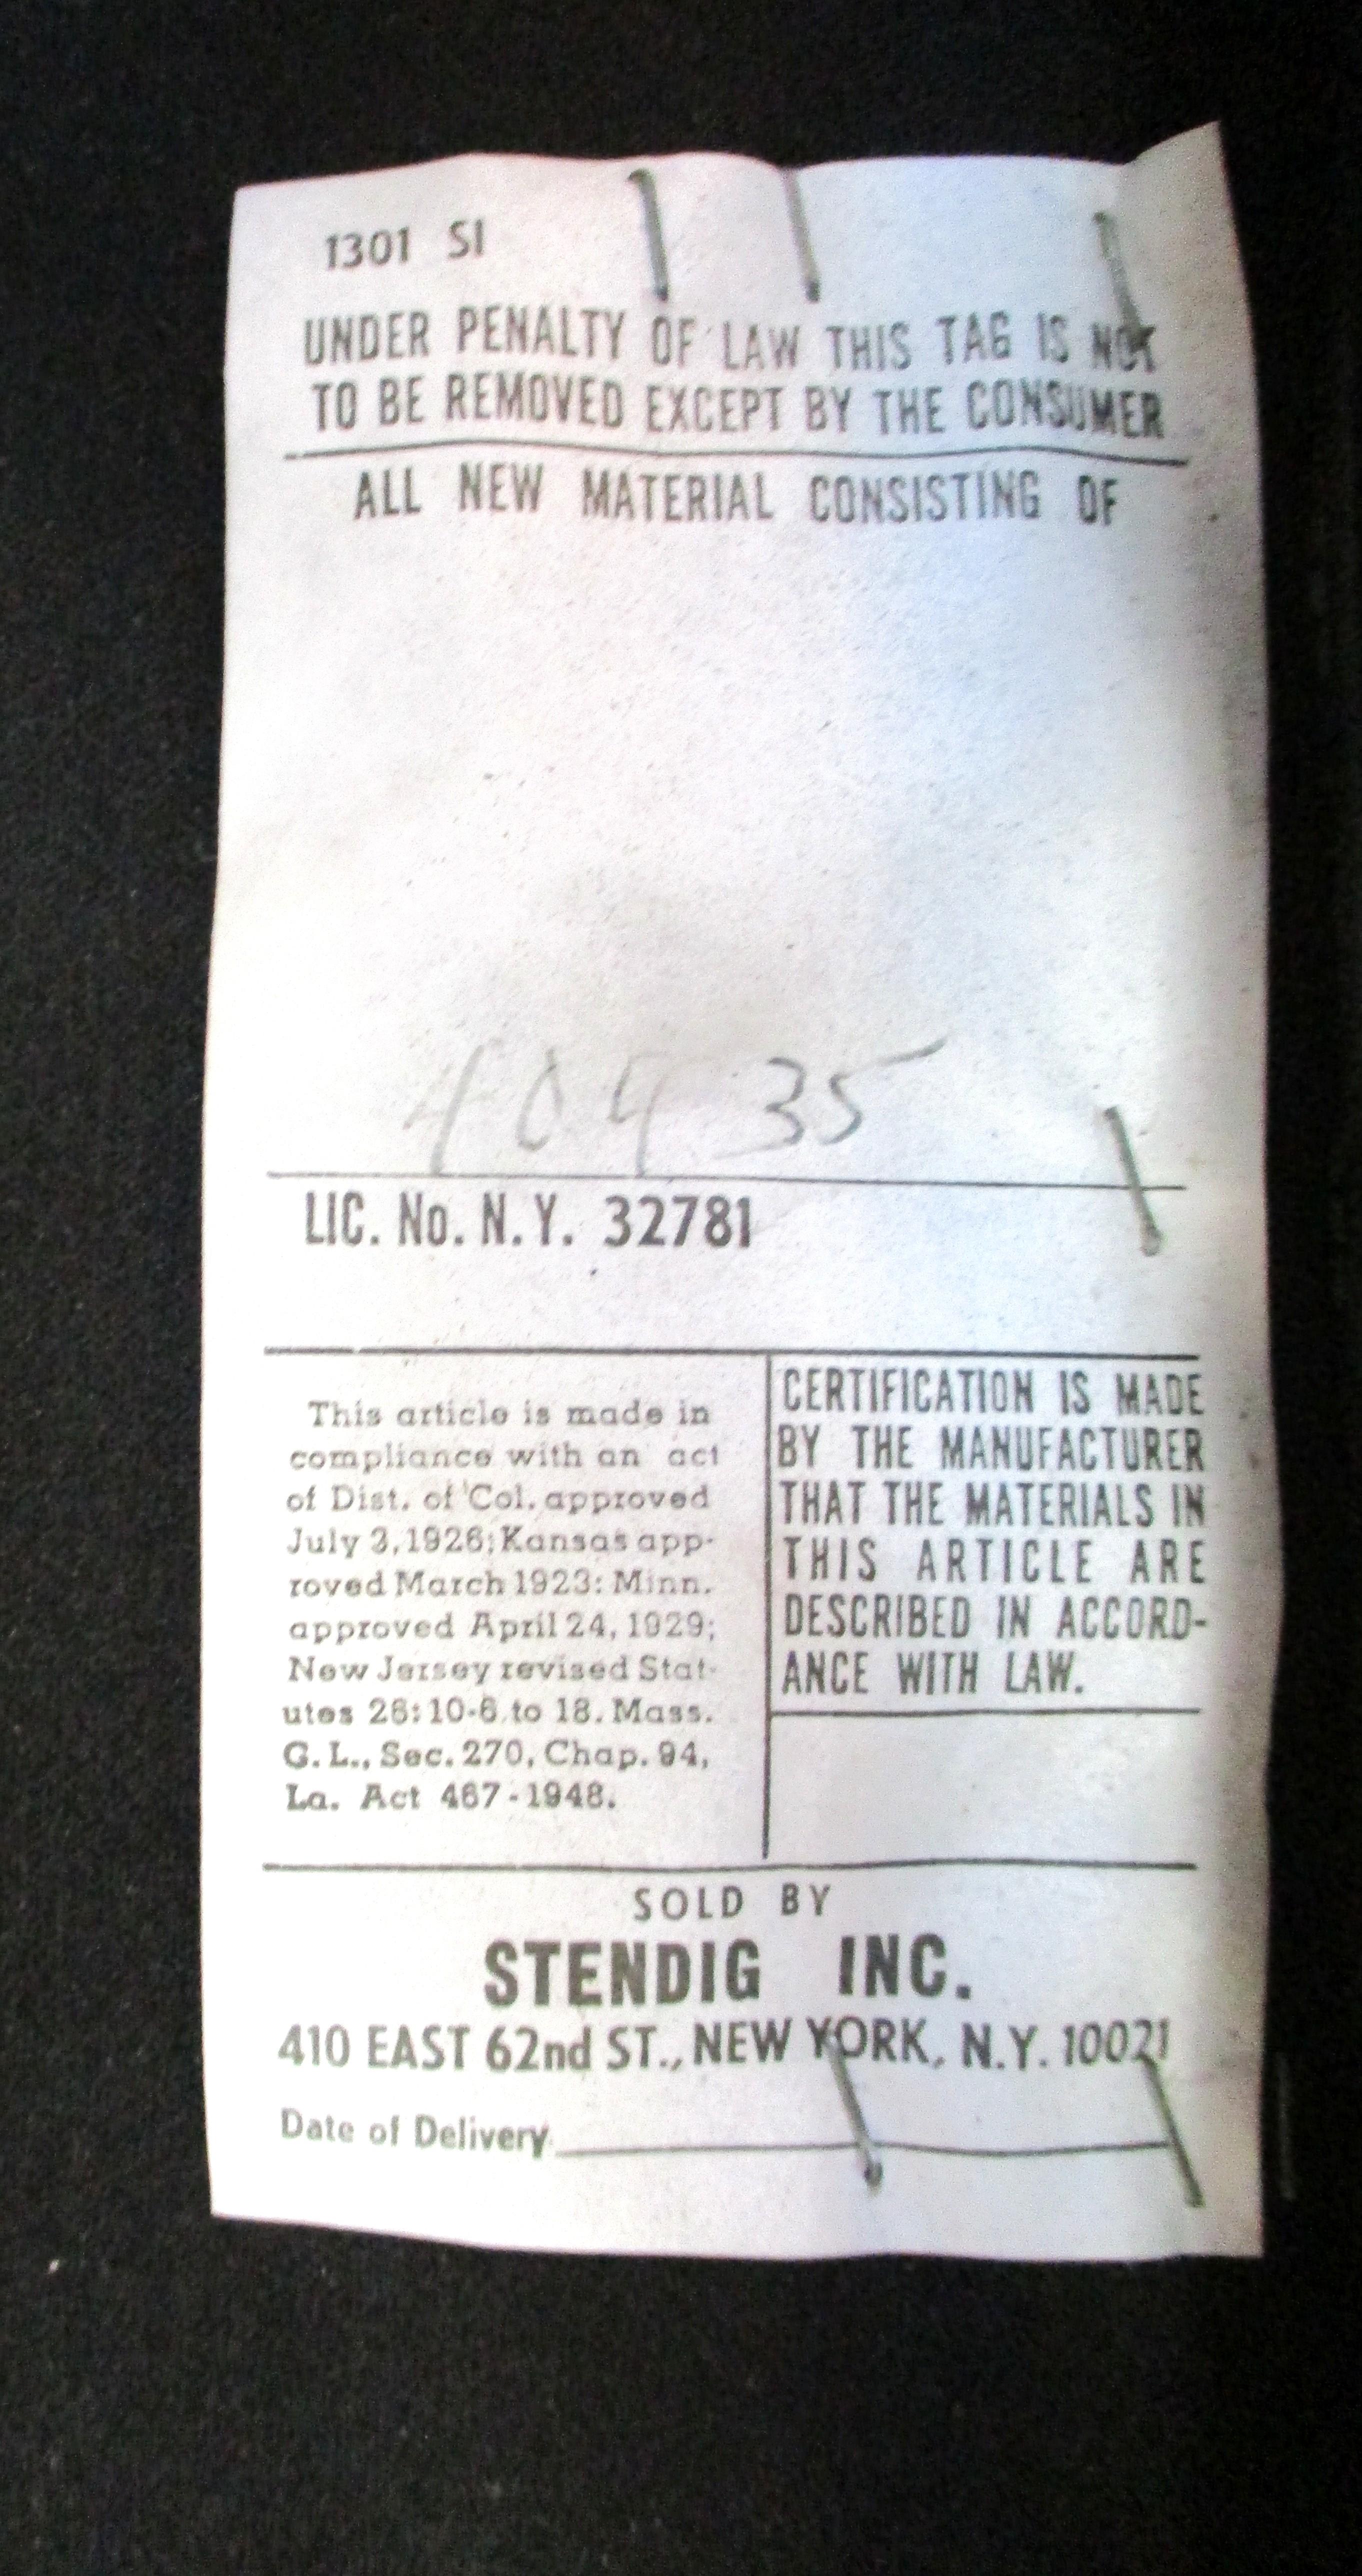 1301 SI
UNDER PENALTY OF LAW THIS TAG IS NOT
TO BE REMOVED EXCEPT BY THE CONSUMER
ALL NEW MATERIAL CONSISTING OF
10435
LIC. No. N.Y. 32781
This article is made in
compliance with an act
of Dist. of Col. approved
July 3, 1926; Kansas app-
roved March 1923: Minn.
approved April 24, 1929;
New Jersey revised Stat-
utes 26:10-6 to 18. Mass.
G. L., Sec. 270, Chap. 94,
La. Act 467-1948.
CERTIFICATION IS MADE
BY THE MANUFACTURER
THAT THE MATERIALS IN
THIS ARTICLE ARE
DESCRIBED IN ACCORD-
ANCE WITH LAW.
SOLD BY
STENDIG INC.
410 EAST 62nd ST., NEW YORK, N.Y. 10021
Date of Delivery